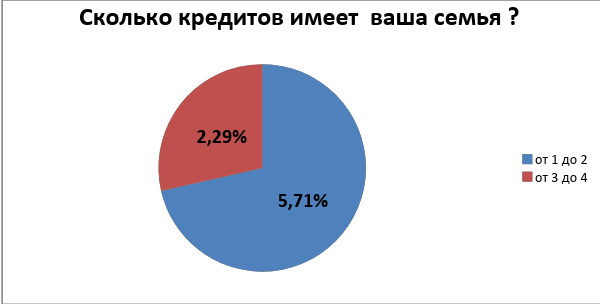 Сколько кредитов имеет ваша семья ?
2,29%
5,71%
от 1 до 2
от 3 до 4